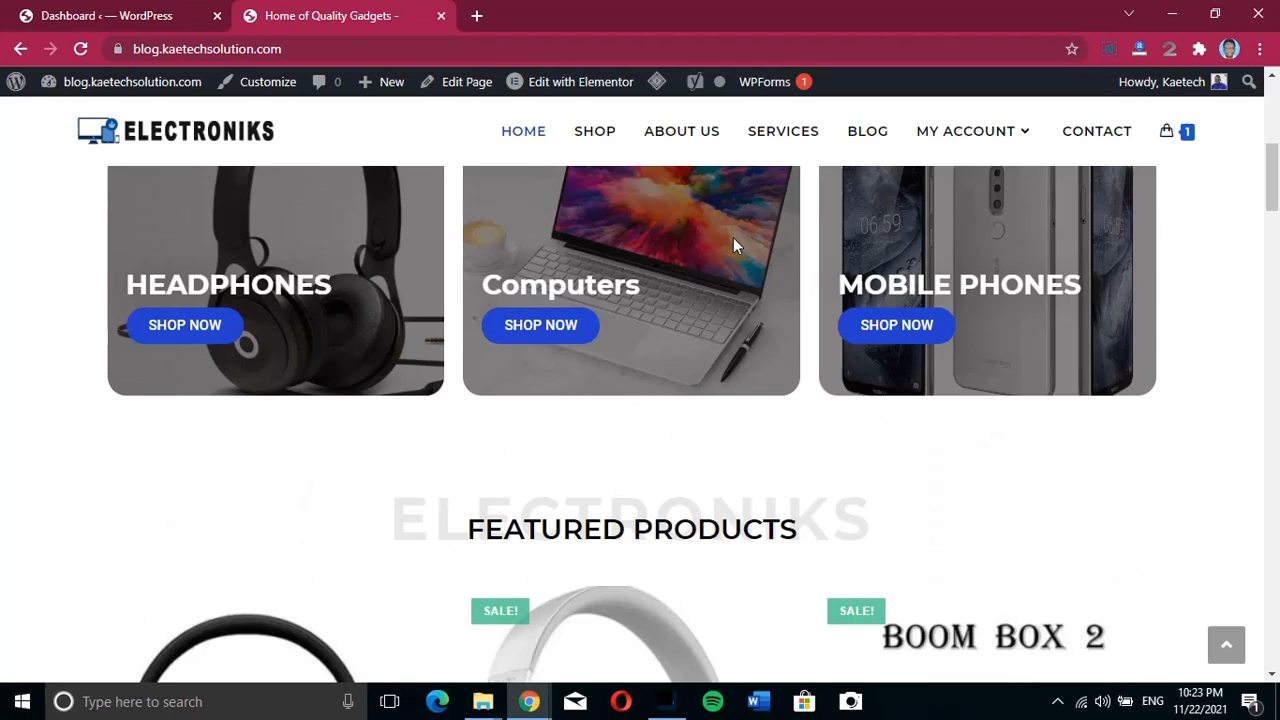 Dashboard ‹ — WordPress
Home of Quality Gadgets -
blog.kaetechsolution.com
blog.kaetechsolution.com
Customize
0
New
Edit Page
Edit with Elementor
WPForms 1
Howdy, Kaetech
ELECTRONIKS
HOME
SHOP
ABOUT US
SERVICES
BLOG
MY ACCOUNT
CONTACT
1
HEADPHONES
SHOP NOW
Computers
SHOP NOW
06:59
MOBILE PHONES
SHOP NOW
ELECTRONIKS
FEATURED PRODUCTS
SALE!
SALE!
BOOM BOX 2
Type here to search
ENG
10:23 PM
11/22/2021
1